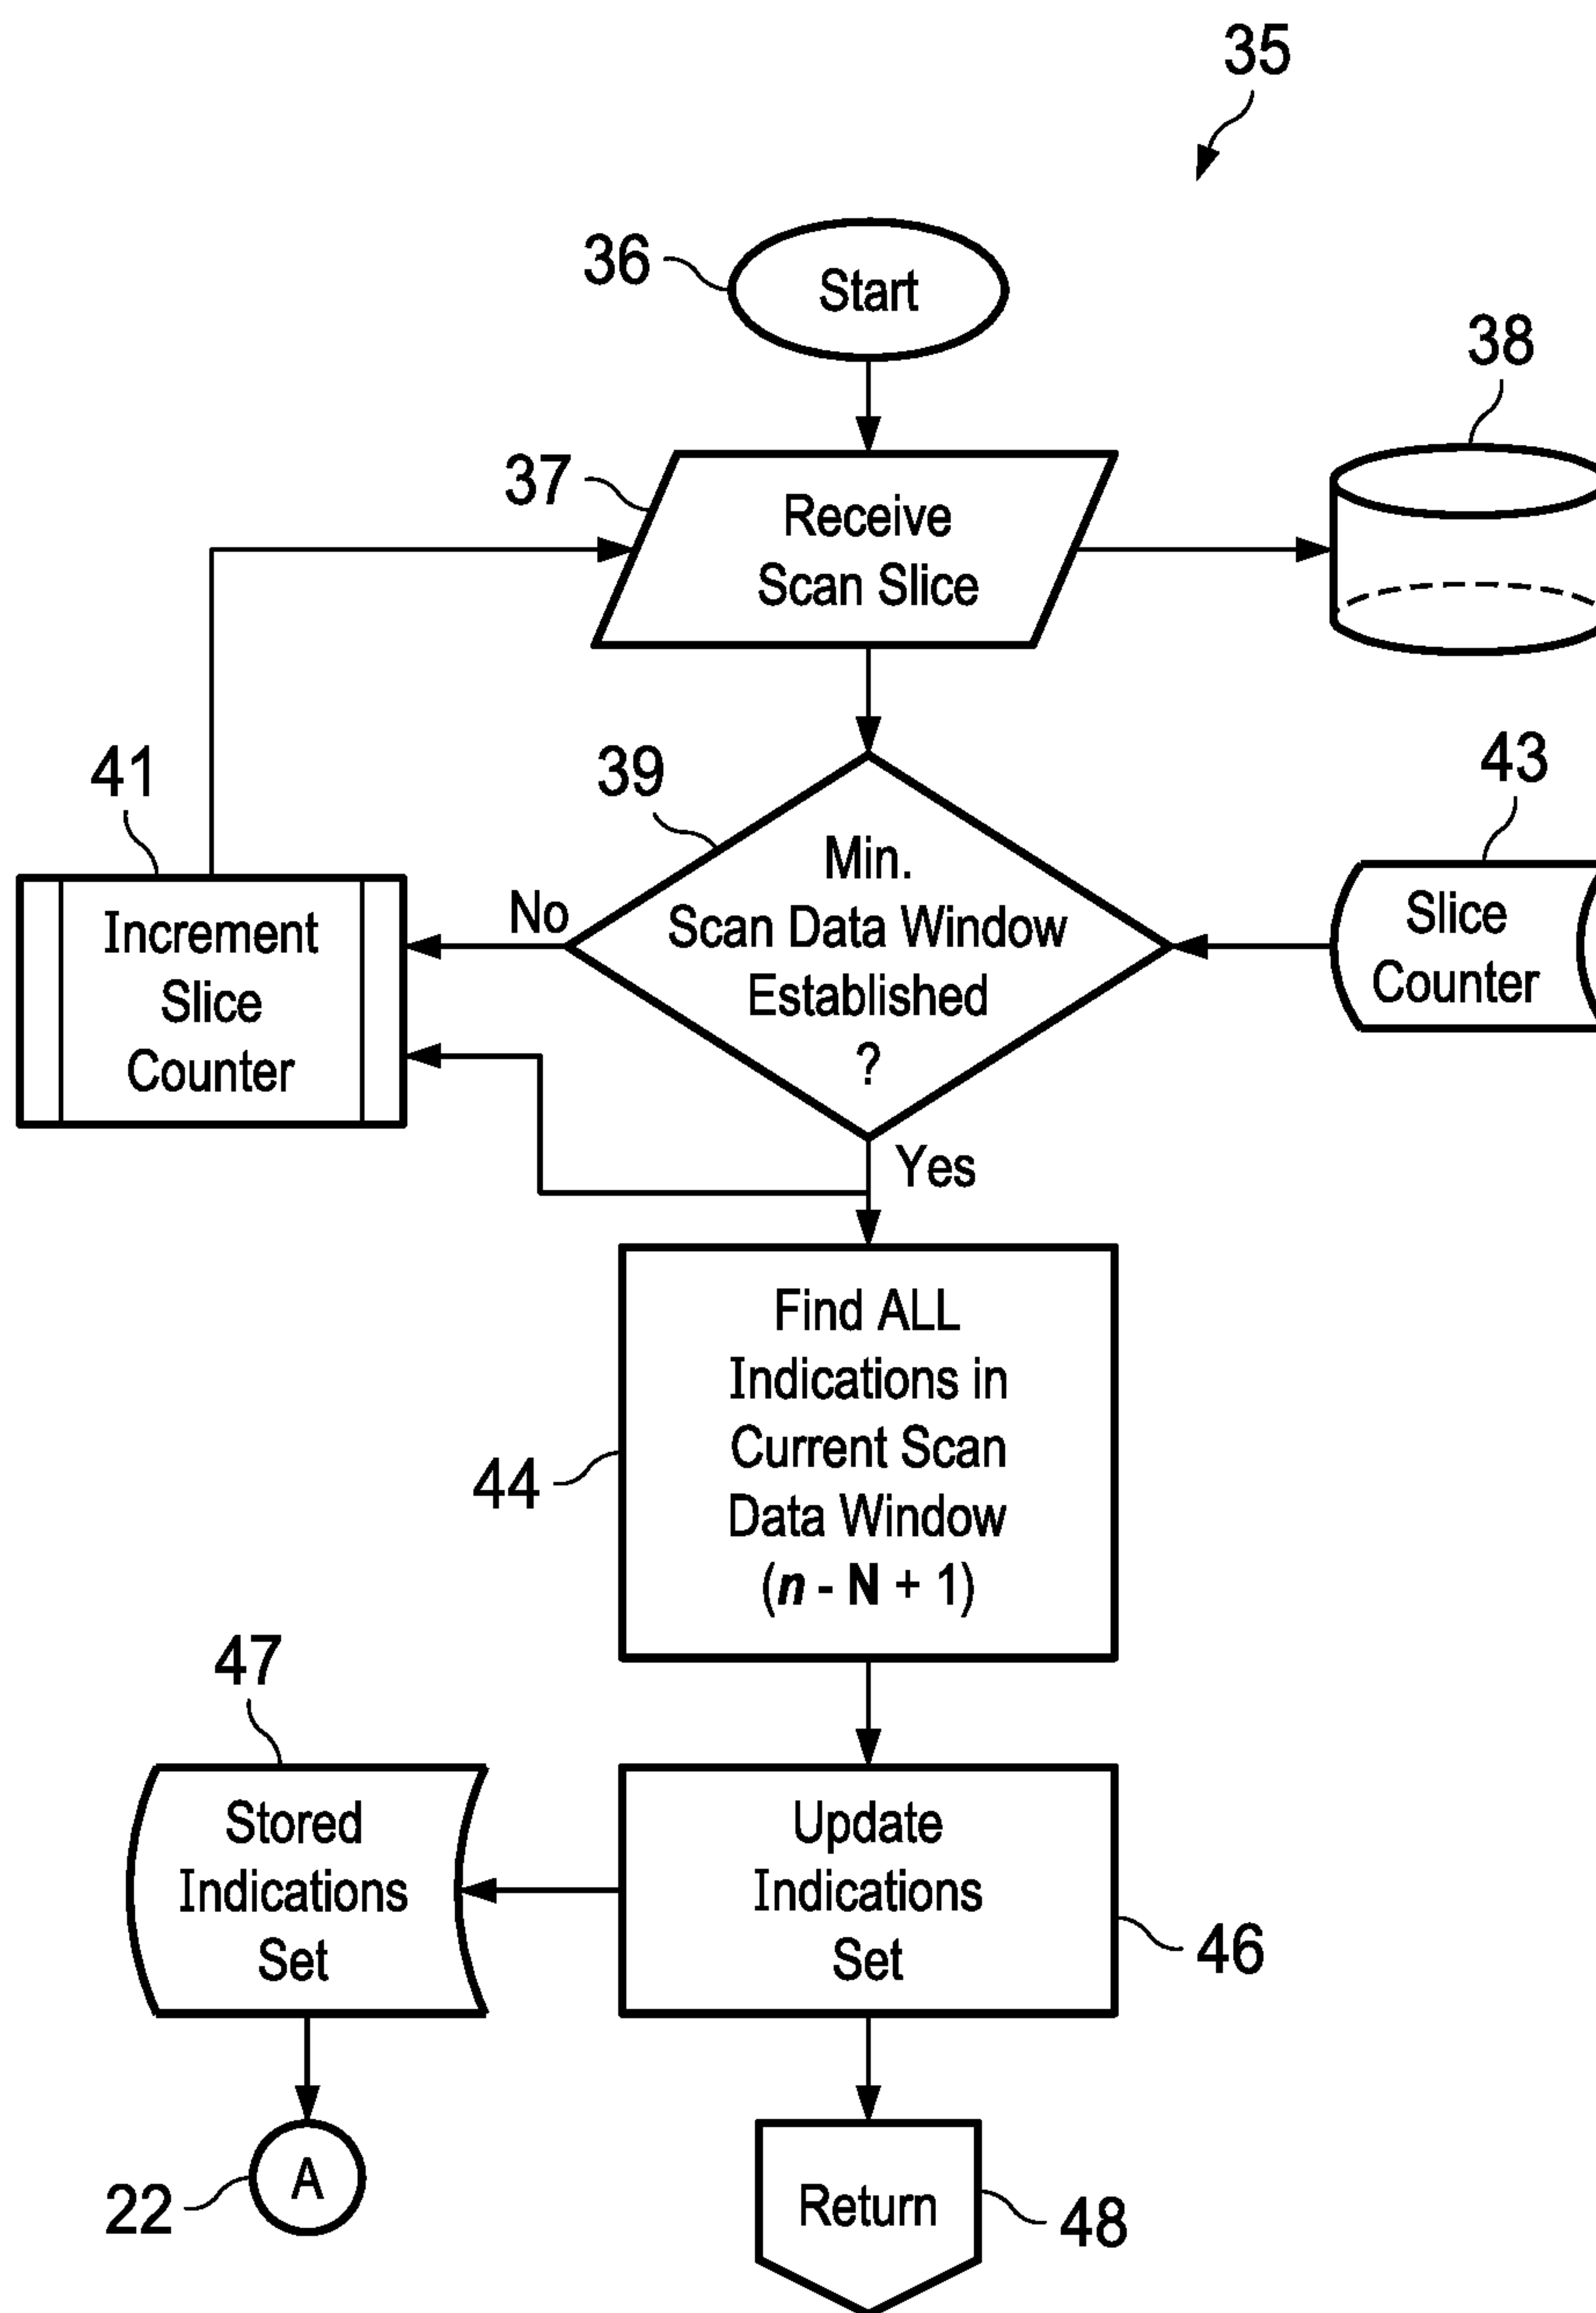 35
36
Start
38
37
Receive
Scan Slice
41
39
43
Min.
Scan Data Window
Established
?
No
Increment
Slice
Counter
Slice
Counter
Yes
Find ALL
Indications in
Current Scan
Data Window
(n - N + 1)
44
47
Stored
Indications
Set
Update
Indications
Set
46
A
22
Return
48